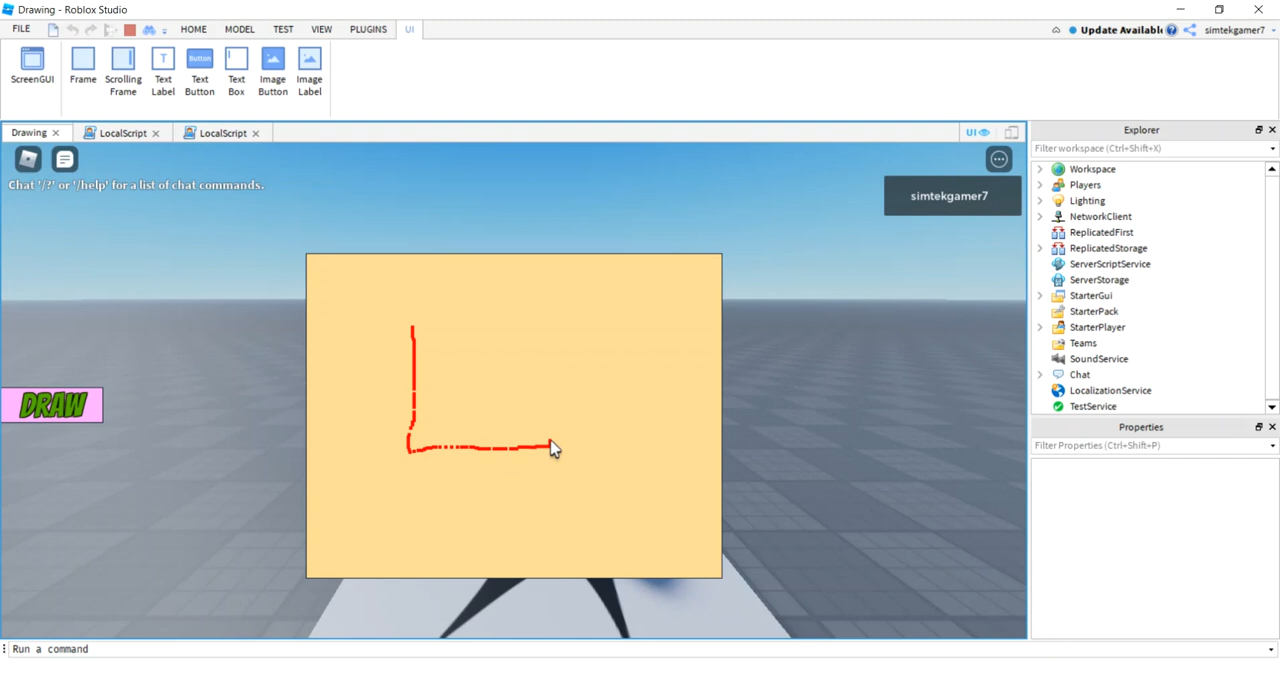 Drawing - Roblox Studio
FILE HOME MODEL TEST VIEW PLUGINS UI
Update Availabl simtekgamer7
ScreenGUI Frame Scrolling Frame Text Label Text Button Text Box Image Button Image Label
T Button
Drawing LocalScript LocalScript UI
Chat '/?' or '/help' for a list of chat commands.
simtekgamer7
DRAW
Explorer
Filter workspace (Ctrl+Shift+X)
Workspace
Players
Lighting
NetworkClient
ReplicatedFirst
ReplicatedStorage
ServerScriptService
ServerStorage
StarterGui
StarterPack
StarterPlayer
Teams
SoundService
Chat
LocalizationService
TestService
Properties
Filter Properties (Ctrl+Shift+P)
Run a command